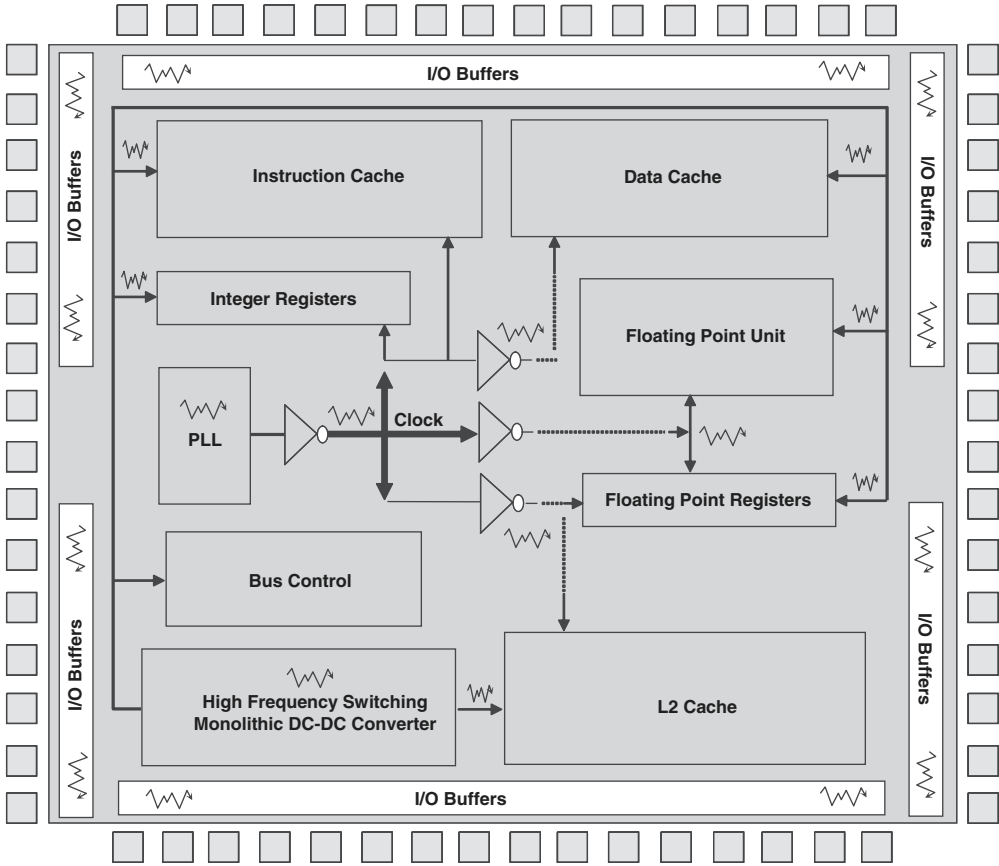 I/O Buffers
I/O Buffers
I/O Buffers
Instruction Cache
Data Cache
Integer Registers
Floating Point Unit
PLL
Clock
Floating Point Registers
Bus Control
I/O Buffers
I/O Buffers
High Frequency Switching
Monolithic DC-DC Converter
L2 Cache
I/O Buffers